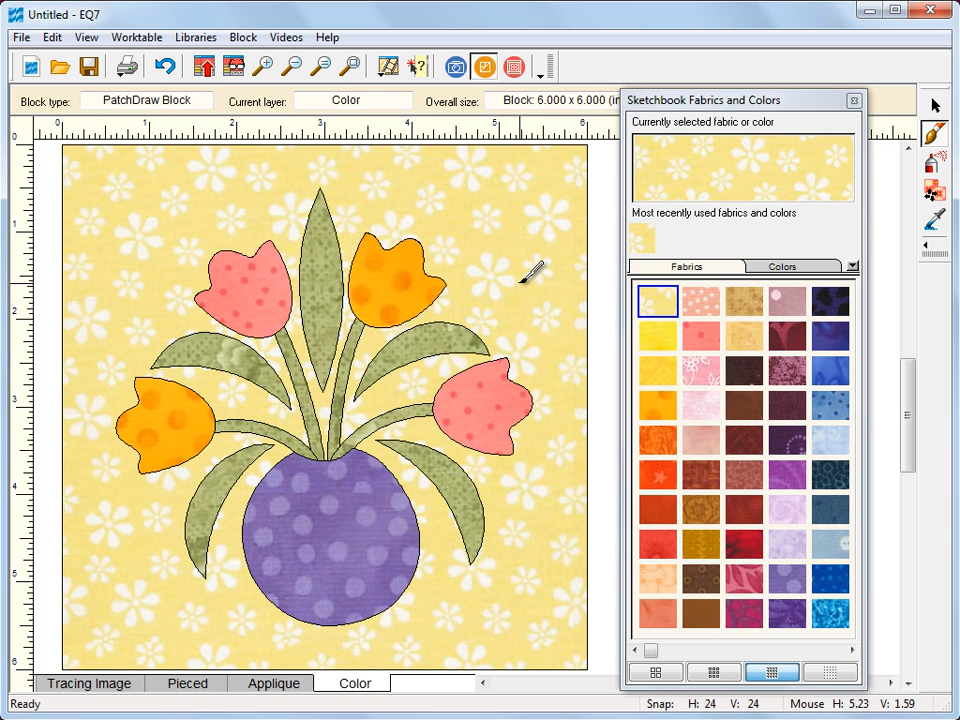 Untitled - EQ7
File Edit View Worktable Libraries Block Videos Help
Block type: PatchDraw Block Current layer: Color Overall size: Block: 6.000 x 6.000 (in
Sketchbook Fabrics and Colors
Currently selected fabric or color
Most recently used fabrics and colors
Fabrics Colors
0 0 1 2 3 4 5 6
1
2
3
4
5
6
Tracing Image Pieced Applique Color
Ready Snap: H: 24 V: 24 Mouse H: 5.23 V: 1.59